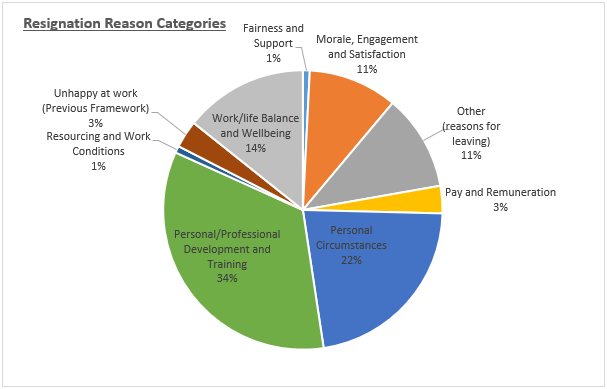 Resignation Reason Categories
Fairness and
Support
1%
Morale, Engagement
and Satisfaction
11%
Other
(reasons for
leaving)
11%
Pay and Remuneration
3%
Personal
Circumstances
22%
Personal/Professional
Development and
Training
34%
Resourcing and Work
Conditions
1%
Unhappy at work
(Previous Framework)
3%
Work/life Balance
and Wellbeing
14%